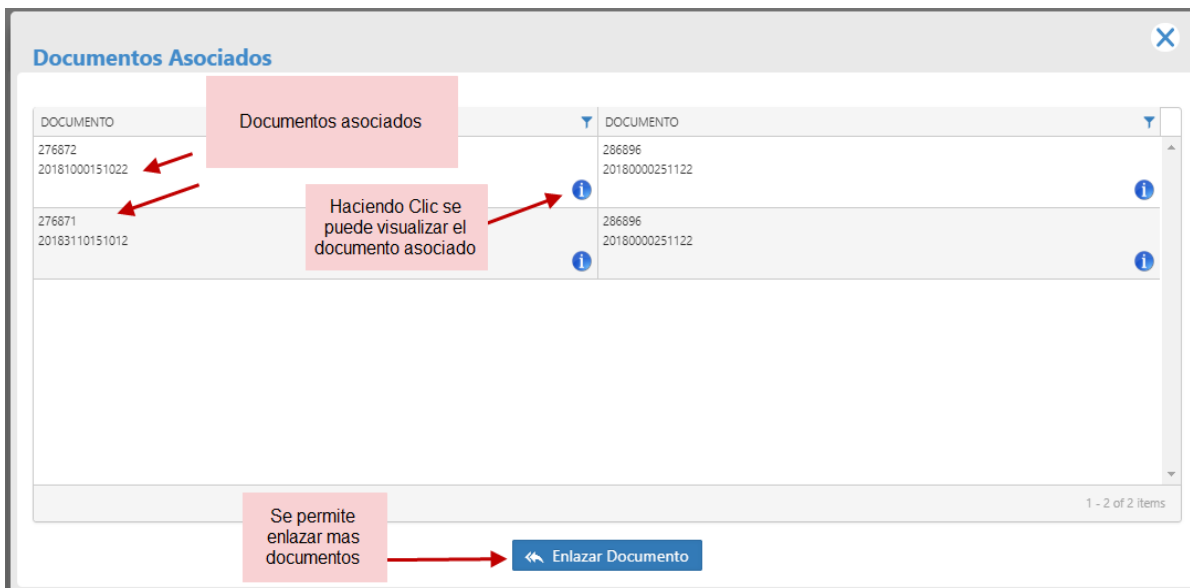 Documentos Asociados
Documentos asociados
DOCUMENTO
DOCUMENTO
276872
20181000151022
286896
20180000251122
Haciendo Clic se
puede visualizar el
documento asociado
276871
20183110151012
286896
20180000251122
1 - 2 of 2 items
Se permite
enlazar mas
documentos
Enlazar Documento